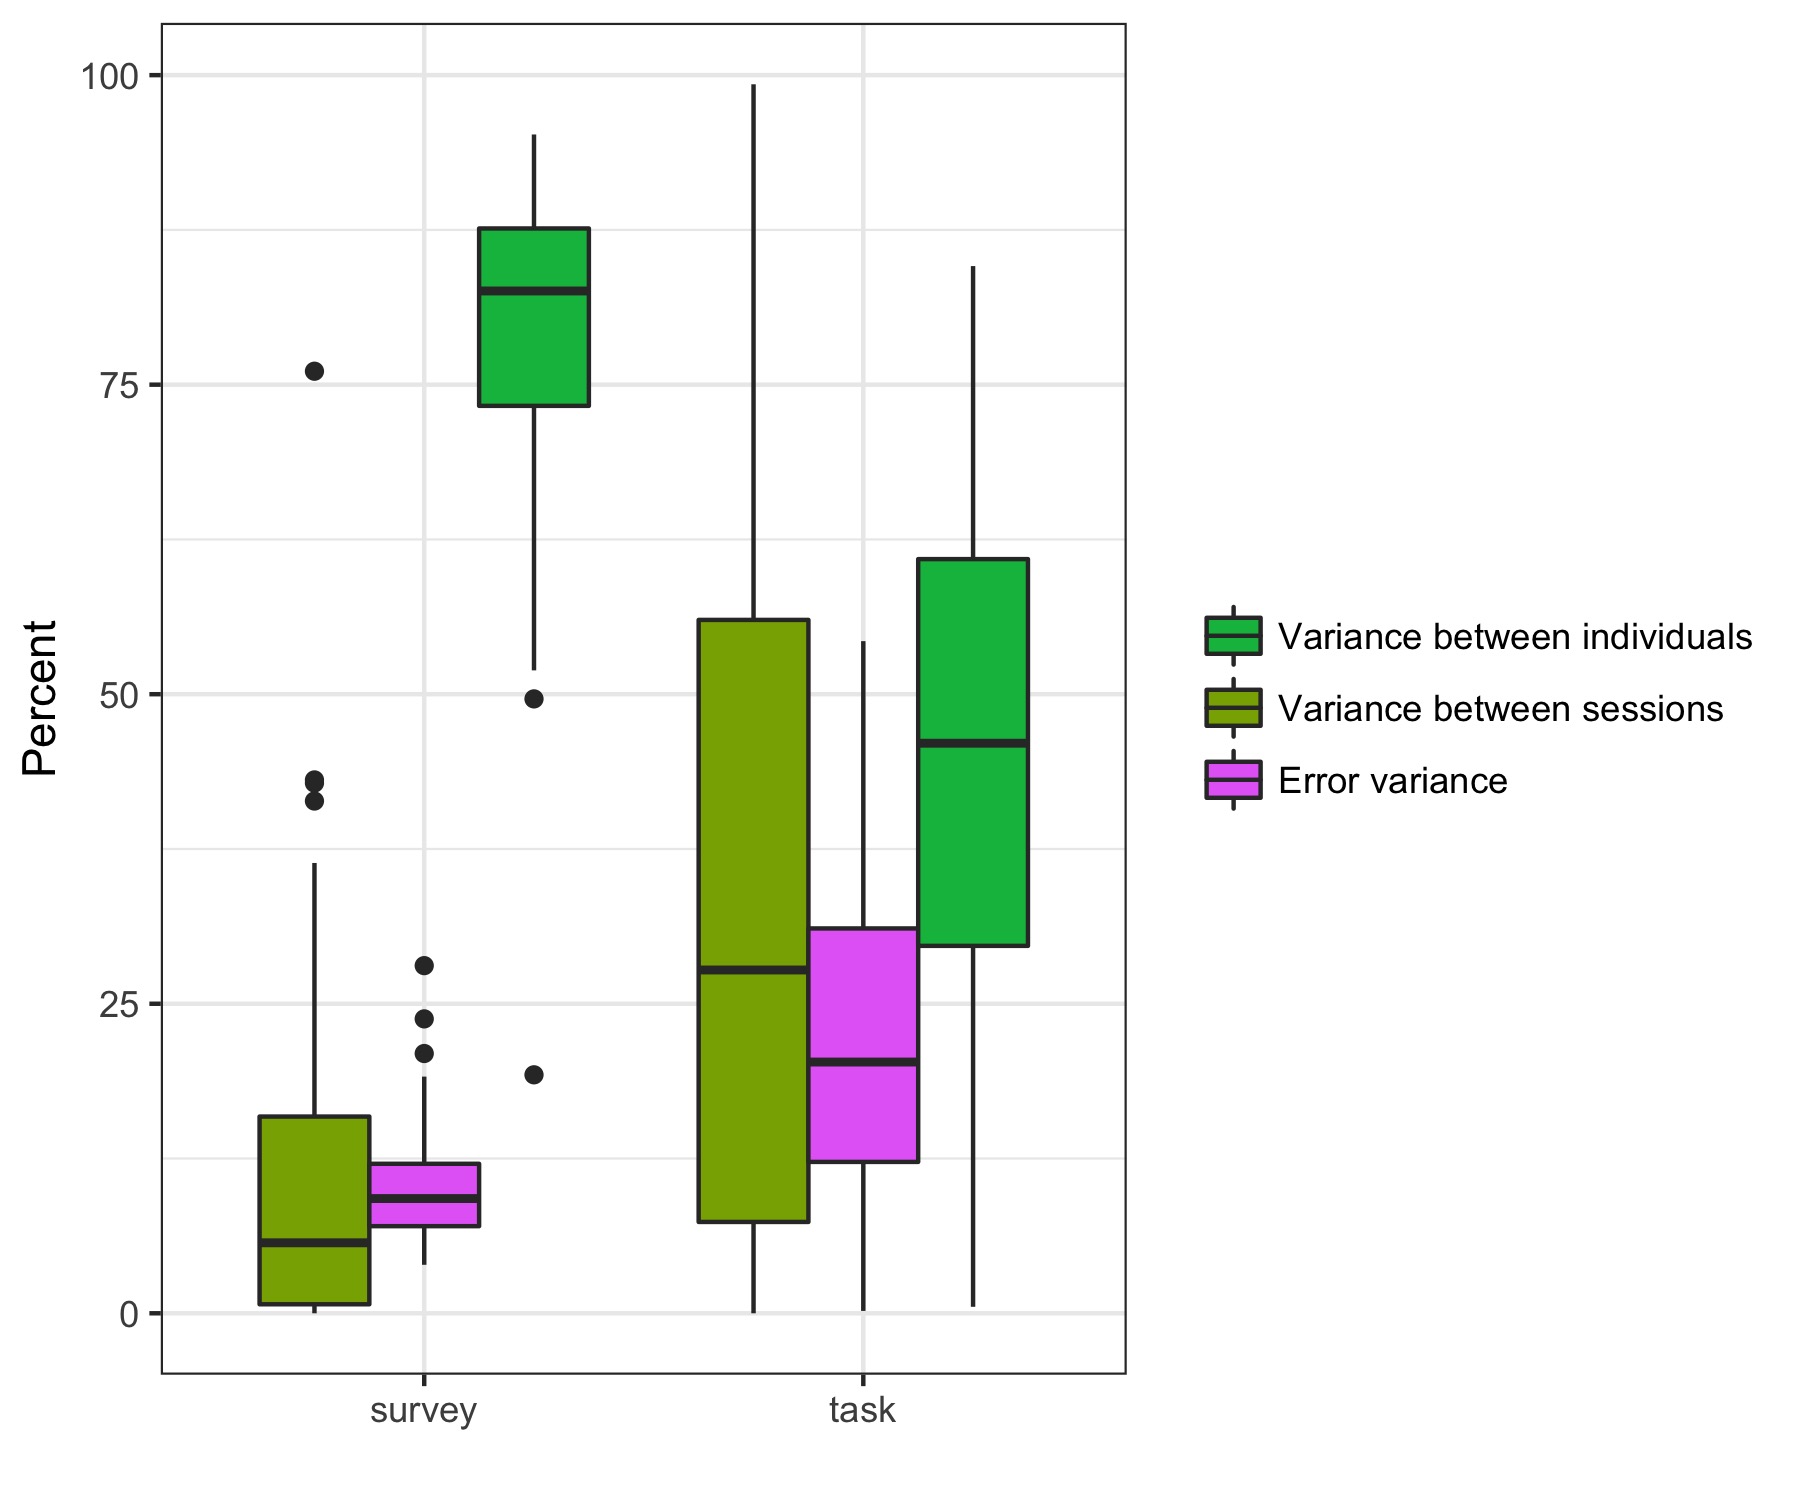 Percent
100
75
50
25
0
survey
task
Variance between individuals
Variance between sessions
Error variance